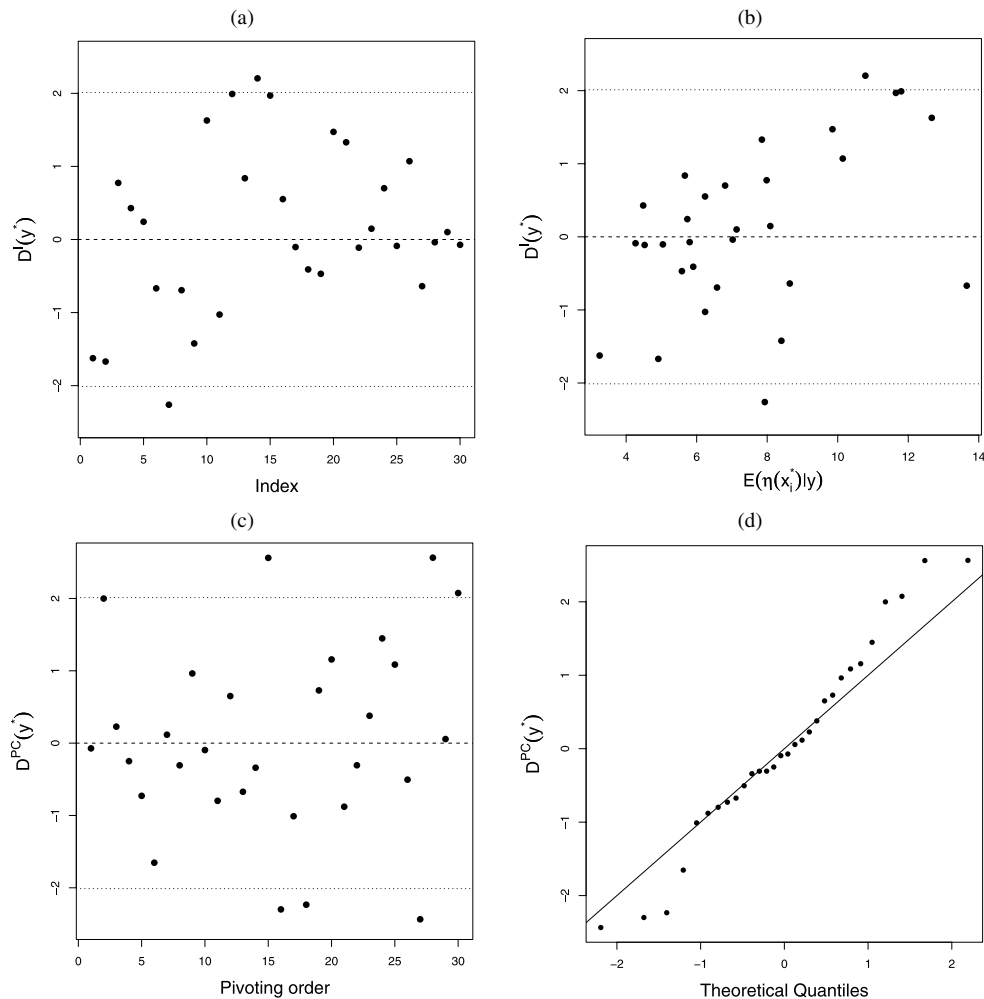 (a)
2
1
0
−1
−2
D^I(y^*)
0 5 10 15 20 25 30
Index
(b)
2
1
0
−1
−2
D^I(y^*)
4 6 8 10 12 14
E(η(x_i^*)|y)
(c)
2
1
0
−1
−2
D^PC(y^*)
0 5 10 15 20 25 30
Pivoting order
(d)
2
1
0
−1
−2
D^PC(y^*)
−2 −1 0 1 2
Theoretical Quantiles